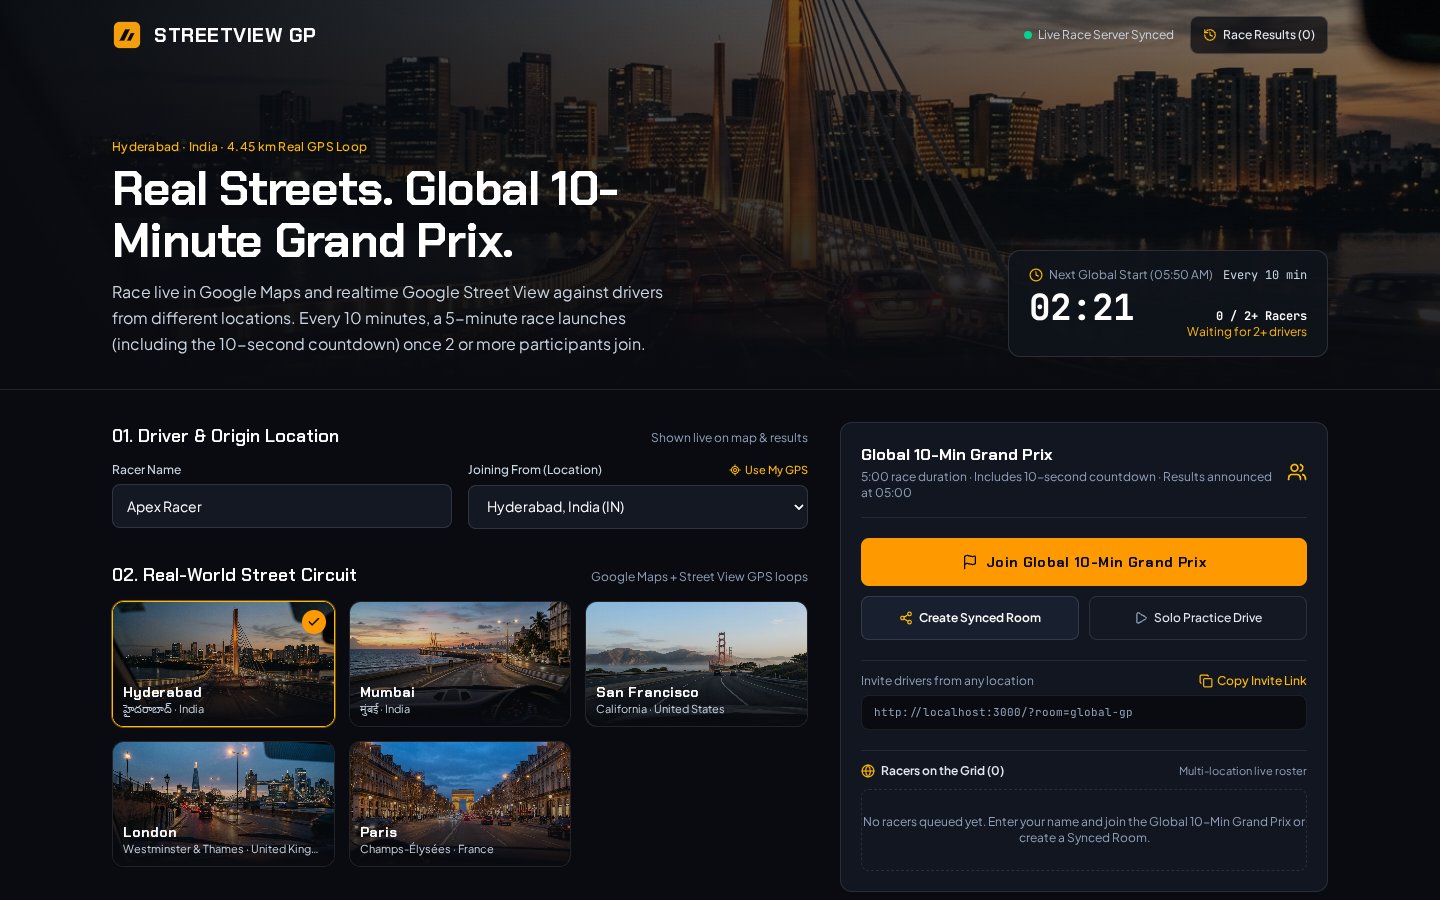 STREETVIEW GP
Live Race Server Synced
Race Results (0)
Hyderabad · India · 4.45 km Real GPS Loop
Real Streets. Global 10-
Minute Grand Prix.
Race live in Google Maps and realtime Google Street View against drivers
from different locations. Every 10 minutes, a 5-minute race launches
(including the 10-second countdown) once 2 or more participants join.
Next Global Start (05:50 AM) Every 10 min
02:21
0 / 2+ Racers
Waiting for 2+ drivers
01. Driver & Origin Location
Shown live on map & results
Racer Name
Joining From (Location)
Use My GPS
Apex Racer
Hyderabad, India (IN)
02. Real-World Street Circuit
Google Maps + Street View GPS loops
Hyderabad
హైదరాబాద్ · India
Mumbai
मुंबई · India
San Francisco
California · United States
London
Westminster & Thames · United King...
Paris
Champs-Élysées · France
Global 10-Min Grand Prix
5:00 race duration · Includes 10-second countdown · Results announced
at 05:00
Join Global 10-Min Grand Prix
Create Synced Room
Solo Practice Drive
Invite drivers from any location
Copy Invite Link
http://localhost:3000/?room=global-gp
Racers on the Grid (0)
Multi-location live roster
No racers queued yet. Enter your name and join the Global 10-Min Grand Prix or
create a Synced Room.